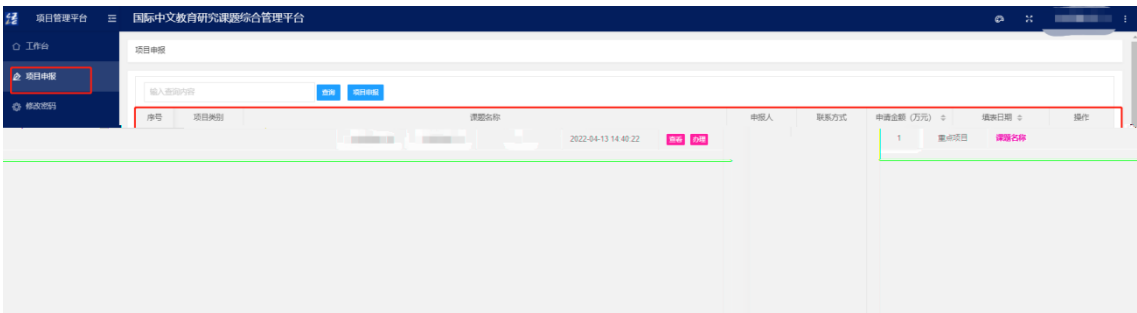 项目管理平台 国际中文教育研究课题综合管理平台
工作台
项目申报
项目申报
修改密码
输入查询内容 查询 项目申报
序号 项目类别 课题名称 申报人 联系方式 申请金额(万元) 填表日期 操作
2022-04-13 14:40:22 查看 办理 1 重点项目 课题名称